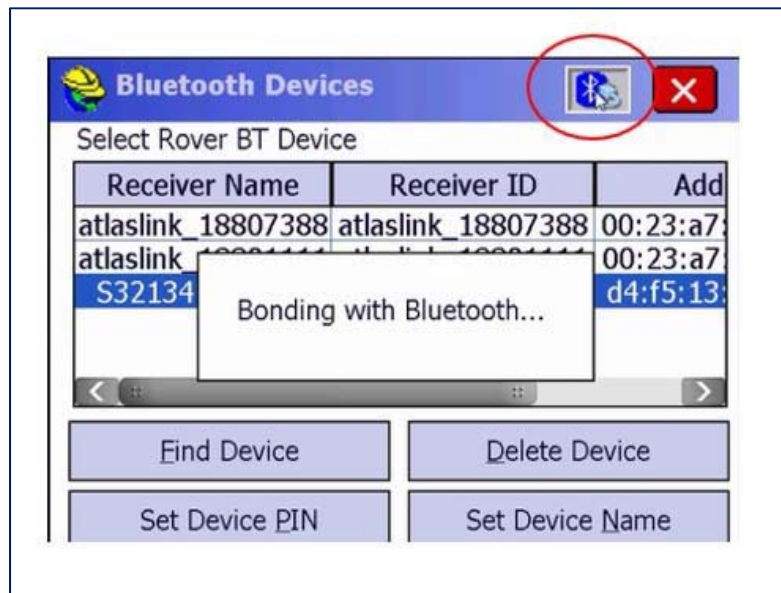 Bluetooth Devices
Select Rover BT Device
Receiver Name Receiver ID Add
atlaslink_18807388 atlaslink_18807388 00:23:a7:
atlaslink_ 00:23:a7:
S32134 d4:f5:13:
Bonding with Bluetooth...
Find Device Delete Device
Set Device PIN Set Device Name